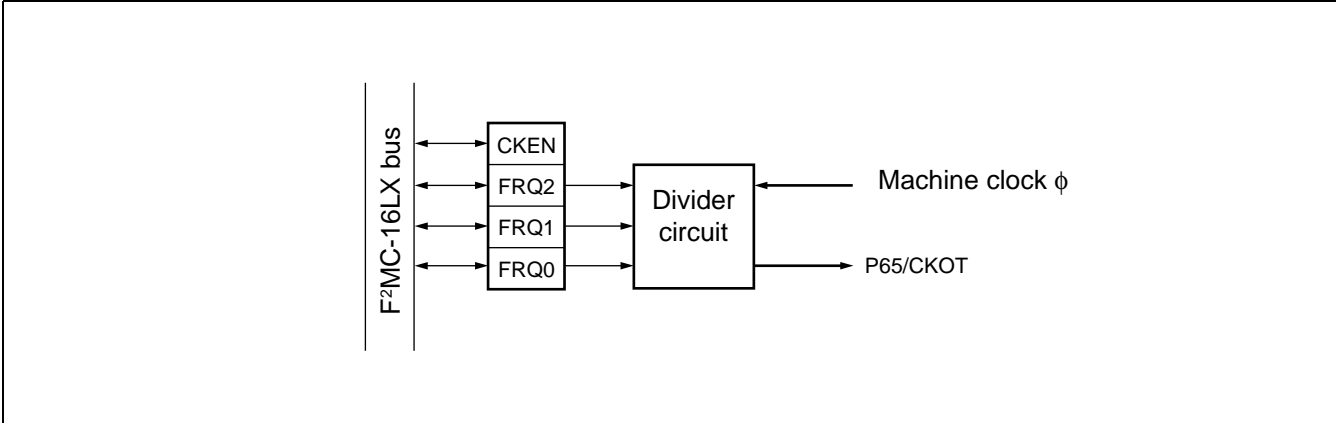 F²MC-16LX bus
CKEN
FRQ2
FRQ1
FRQ0
Divider
circuit
Machine clock ϕ
P65/CKOT